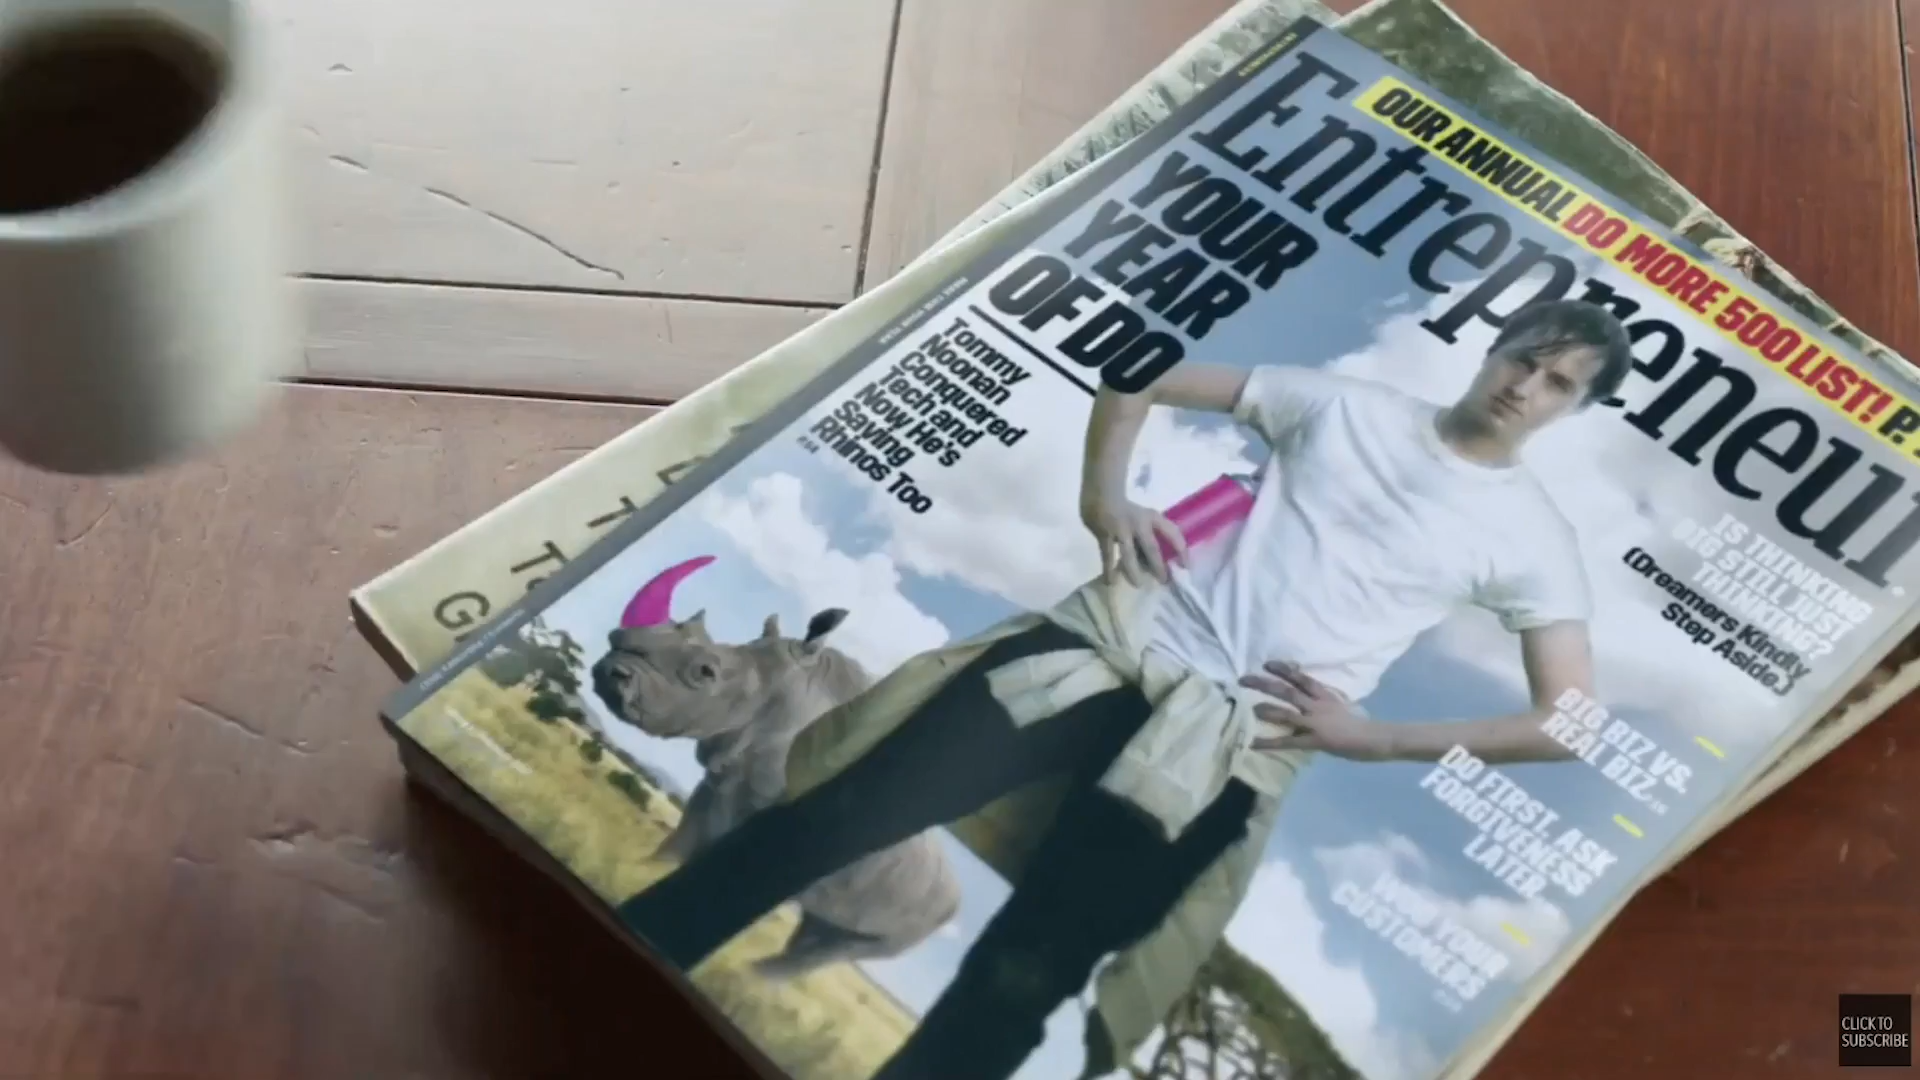 Entrepreneur
OUR ANNUAL DO MORE 500 LIST! P.
YOUR
YEAR
OF DO
Tommy
Noonan
Conquered
Tech and
Now He's
Saving
Rhinos Too
IS THINKING
BIG STILL JUST
THINKING?
(Dreamers Kindly
Step Aside.)
BIG BIZ VS.
REAL BIZ
DO FIRST, ASK
FORGIVENESS
LATER
YOUR
CUSTOMERS
CLICK TO
SUBSCRIBE